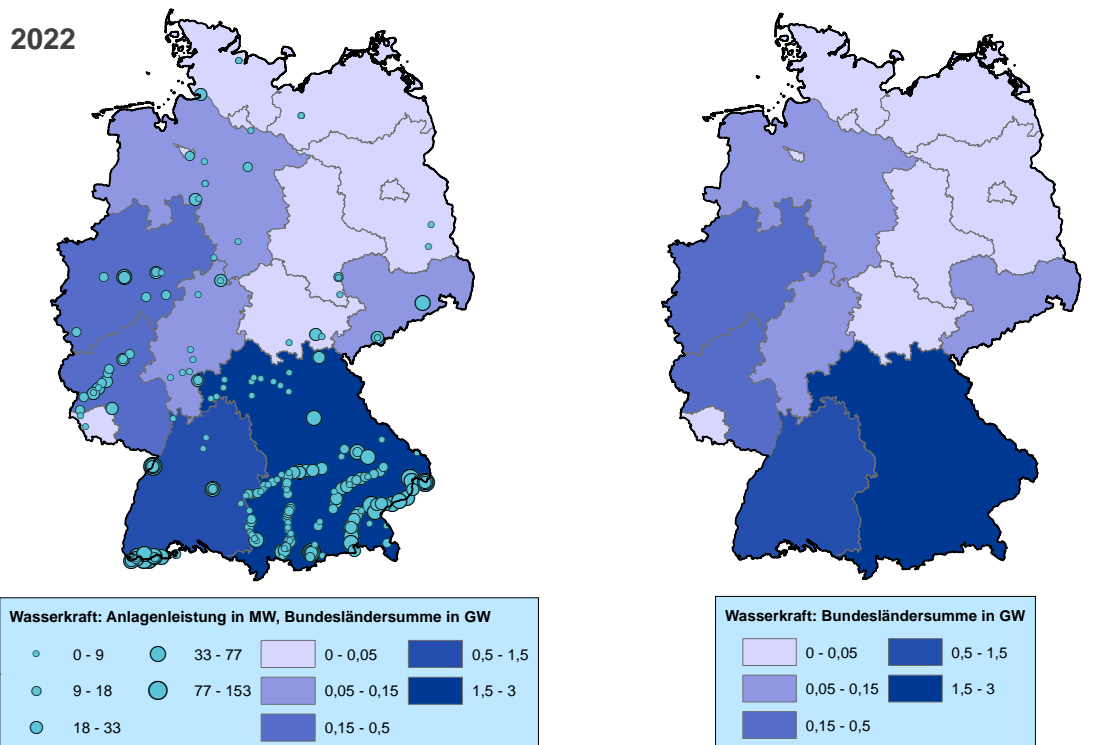 2022
Wasserkraft: Anlagenleistung in MW, Bundesländersumme in GW
0 - 9
33 - 77
0 - 0,05
0,5 - 1,5
9 - 18
77 - 153
0,05 - 0,15
1,5 - 3
18 - 33
0,15 - 0,5
Wasserkraft: Bundesländersumme in GW
0 - 0,05
0,5 - 1,5
0,05 - 0,15
1,5 - 3
0,15 - 0,5